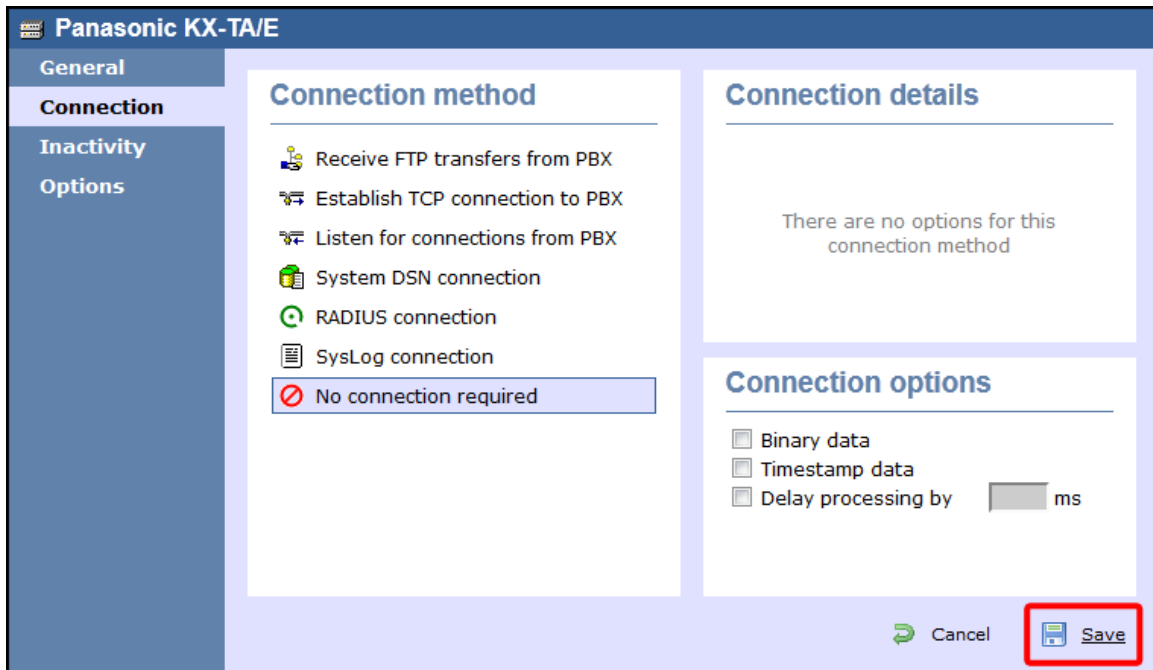 Panasonic KX-TA/E
General
Connection
Inactivity
Options
Connection method
Receive FTP transfers from PBX
Establish TCP connection to PBX
Listen for connections from PBX
System DSN connection
RADIUS connection
SysLog connection
No connection required
Connection details
There are no options for this
connection method
Connection options
Binary data
Timestamp data
Delay processing by ms
Cancel Save